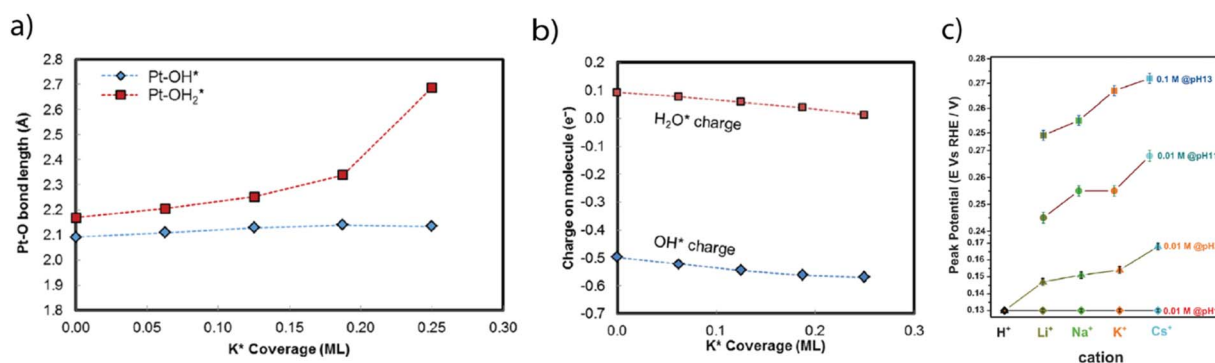 a)
2.8
2.7
2.6
2.5
2.4
2.3
2.2
2.1
2.0
1.9
1.8
Pt-O bond length (Å)
Pt-OH*
Pt-OH₂*
0.00 0.05 0.10 0.15 0.20 0.25 0.30
K* Coverage (ML)
b)
0.2
0.1
0.0
-0.1
-0.2
-0.3
-0.4
-0.5
-0.6
-0.7
Charge on molecule (e⁻)
H₂O* charge
OH* charge
0.0 0.1 0.2 0.3
K* Coverage (ML)
c)
0.28
0.26
0.25
0.27
0.25
0.24
0.17
0.16
0.15
0.13
Peak Potential (E Vs RHE / V)
0.1 M @pH13
0.01 M @pH11
0.01 M @pH
0.01 M @pH
H⁺ Li⁺ Na⁺ K⁺ Cs⁺
cation